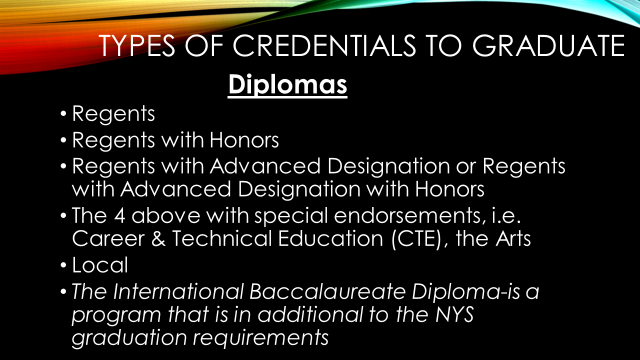 TYPES OF CREDENTIALS TO GRADUATE
Diplomas
• Regents
• Regents with Honors
• Regents with Advanced Designation or Regents
with Advanced Designation with Honors
• The 4 above with special endorsements, i.e.
Career & Technical Education (CTE), the Arts
• Local
• The International Baccalaureate Diploma-is a
program that is in additional to the NYS
graduation requirements